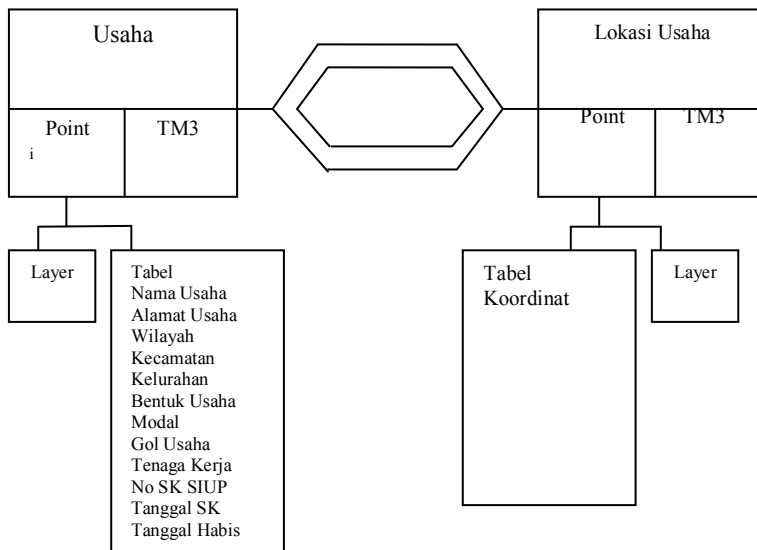 Usaha
Lokasi Usaha
Point
TM3
i
Point
TM3
Layer
Tabel
Nama Usaha
Alamat Usaha
Wilayah
Kecamatan
Kelurahan
Bentuk Usaha
Modal
Gol Usaha
Tenaga Kerja
No SK SIUP
Tanggal SK
Tanggal Habis
Tabel
Koordinat
Layer